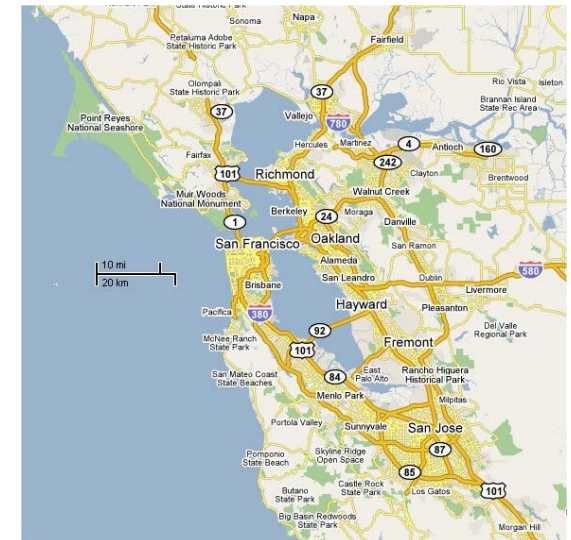 State Historic Park
Sonoma
Napa
Petaluma Adobe
State Historic Park
Fairfield
Olompali
State Historic Park
37
37
Rio Vista
Isleton
Brannan Island
State Rec Area
Vallejo
780
Point Reyes
National Seashore
Hercules
Martinez
4
Antioch
160
Fairfax
242
Clayton
101
Richmond
Brentwood
Walnut Creek
Muir Woods
National Monument
Berkeley
24
Moraga
1
Danville
San Francisco
Oakland
San Ramon
Alameda
10 mi
20 km
San Leandro
Dublin
580
Brisbane
Livermore
Hayward
Pleasanton
Pacifica
380
Del Valle
Regional Park
92
McNee Ranch
State Park
101
Fremont
San Mateo Coast
State Beaches
84
East
Palo Alto
Rancho Higuera
Historical Park
Menlo Park
Milpitas
Portola Valley
Sunnyvale
San Jose
Pomponio
State Beach
Skyline Ridge
Open Space
87
85
Castle Rock
State Park
Los Gatos
101
Butano
State Park
Big Basin Redwoods
State Park
Morgan Hill